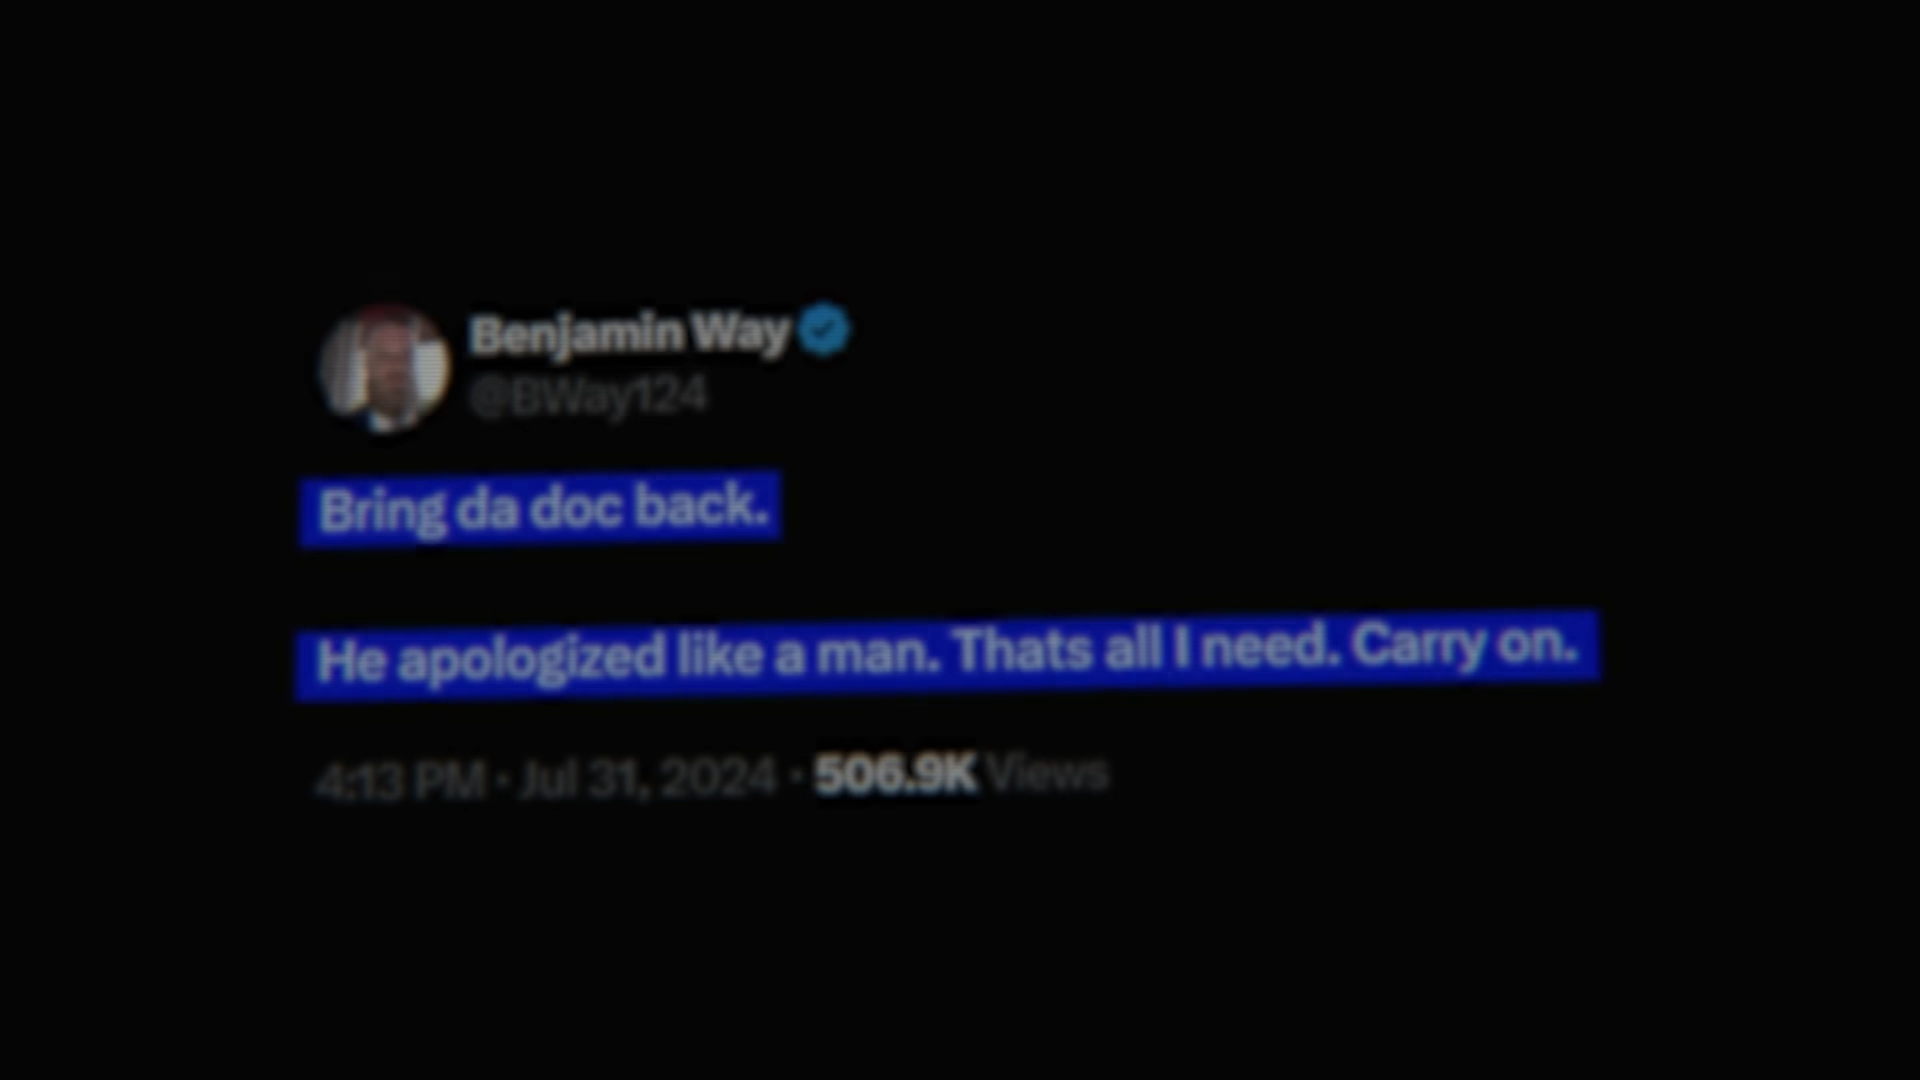 Benjamin Way
@BWay124
Bring da doc back.
He apologized like a man. Thats all I need. Carry on.
4:13 PM · Jul 31, 2024 · 506.9K Views